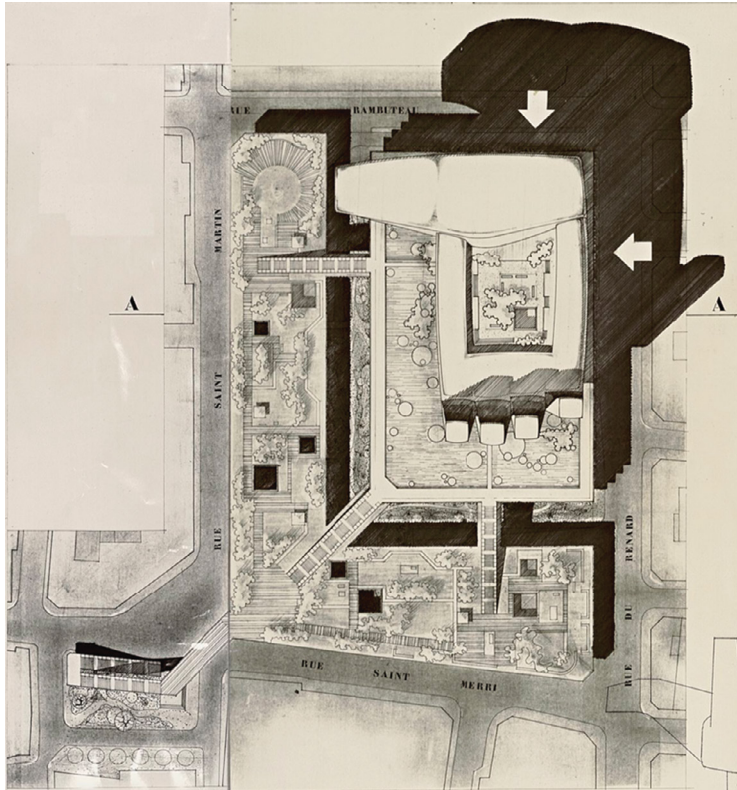 RUE RAMBUTEAU
RUE SAINT MARTIN
A
A
RUE DU RENARD
RUE SAINT MERRI